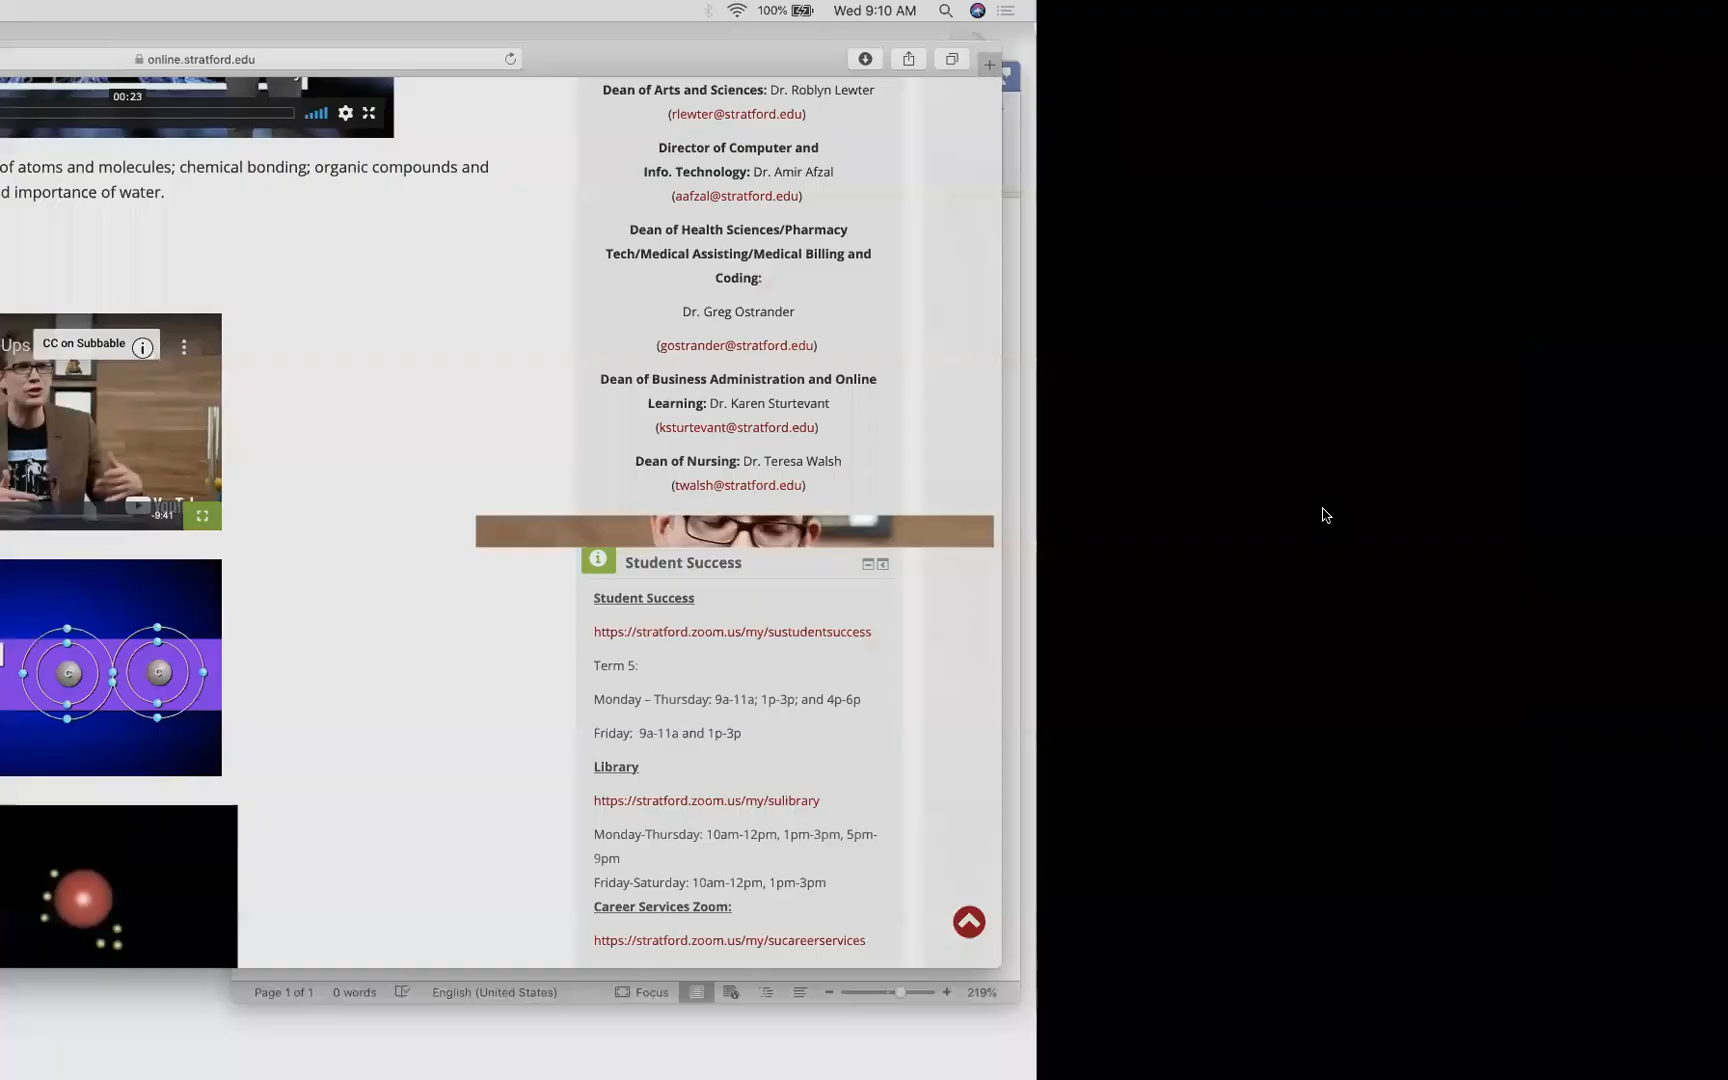 100%
Wed 9:10 AM
online.stratford.edu
00:23
of atoms and molecules; chemical bonding; organic compounds and
d importance of water.
Ups
CC on Subbable
-9:41
C
C
Dean of Arts and Sciences: Dr. Roblyn Lewter
(rlewter@stratford.edu)
Director of Computer and
Info. Technology: Dr. Amir Afzal
(aafzal@stratford.edu)
Dean of Health Sciences/Pharmacy
Tech/Medical Assisting/Medical Billing and
Coding:
Dr. Greg Ostrander
(gostrander@stratford.edu)
Dean of Business Administration and Online
Learning: Dr. Karen Sturtevant
(ksturtevant@stratford.edu)
Dean of Nursing: Dr. Teresa Walsh
(twalsh@stratford.edu)
Student Success
Student Success
https://stratford.zoom.us/my/sustudentsuccess
Term 5:
Monday – Thursday: 9a-11a; 1p-3p; and 4p-6p
Friday: 9a-11a and 1p-3p
Library
https://stratford.zoom.us/my/sulibrary
Monday-Thursday: 10am-12pm, 1pm-3pm, 5pm-
9pm
Friday-Saturday: 10am-12pm, 1pm-3pm
Career Services Zoom:
https://stratford.zoom.us/my/sucareerservices
Page 1 of 1
0 words
English (United States)
Focus
219%